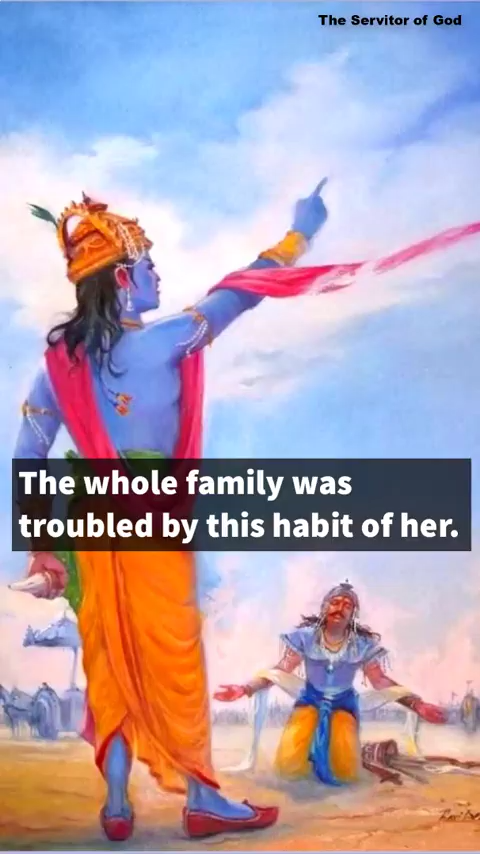 The Servitor of God
The whole family was
troubled by this habit of her.